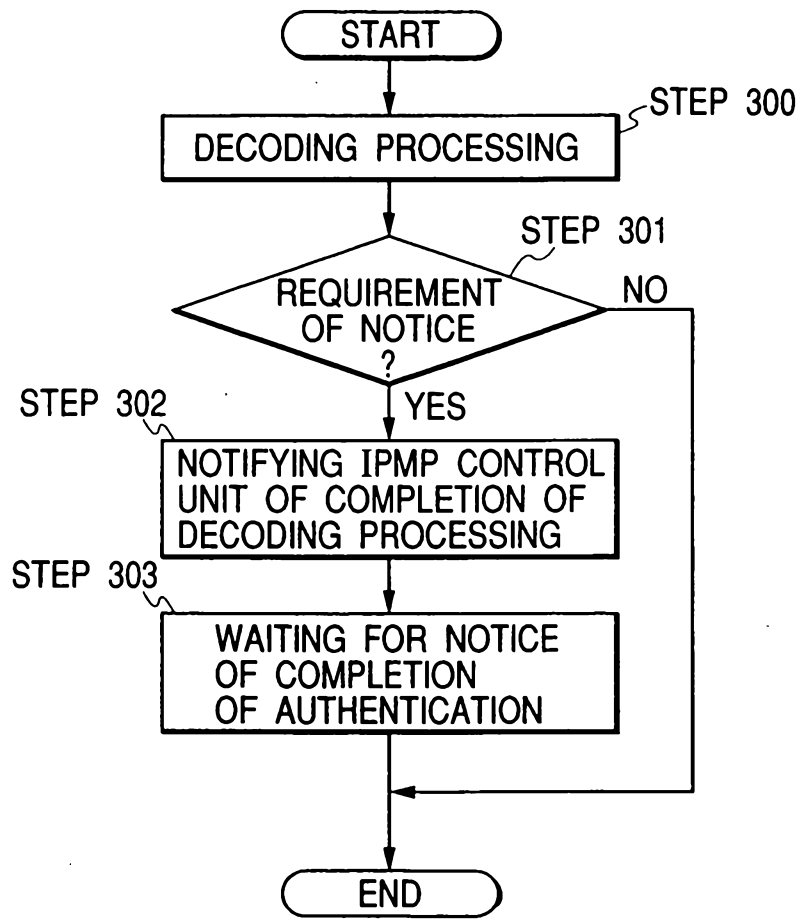 START
STEP 300
DECODING PROCESSING
STEP 301
REQUIREMENT
OF NOTICE
?
NO
YES
STEP 302
NOTIFYING IPMP CONTROL
UNIT OF COMPLETION OF
DECODING PROCESSING
STEP 303
WAITING FOR NOTICE
OF COMPLETION
OF AUTHENTICATION
END